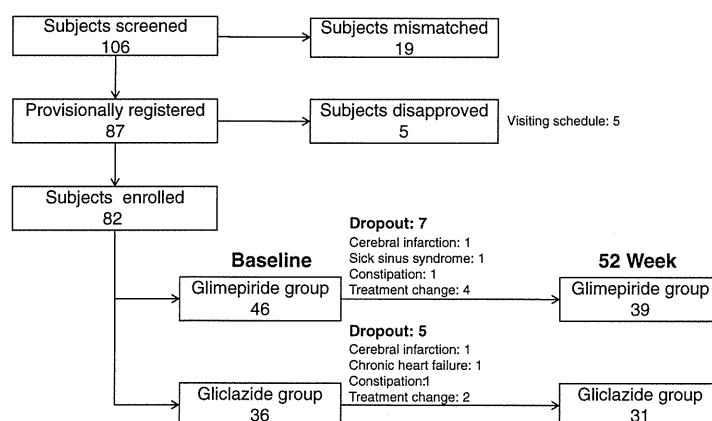 Subjects screened
106
Subjects mismatched
19
Provisionally registered
87
Subjects disapproved
5
Visiting schedule: 5
Subjects enrolled
82
Baseline
Dropout: 7
Cerebral infarction: 1
Sick sinus syndrome: 1
Constipation: 1
Treatment change: 4
52 Week
Glimepiride group
46
Glimepiride group
39
Dropout: 5
Cerebral infarction: 1
Chronic heart failure: 1
Constipation:1
Treatment change: 2
Gliclazide group
36
Gliclazide group
31